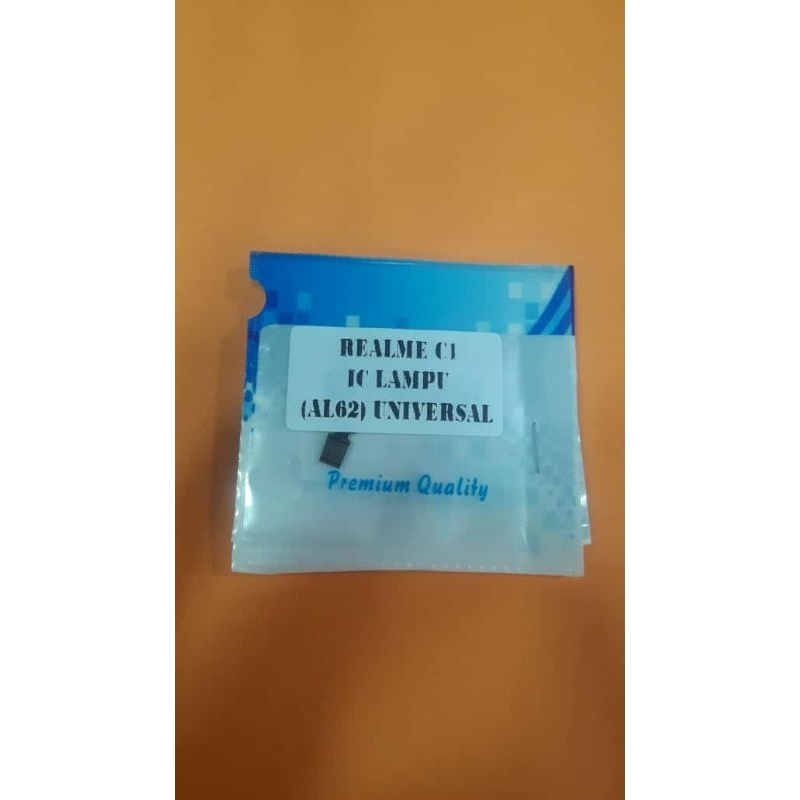 REALME C1
IC LAMPU
(AL62) UNIVERSAL
Premium Quality